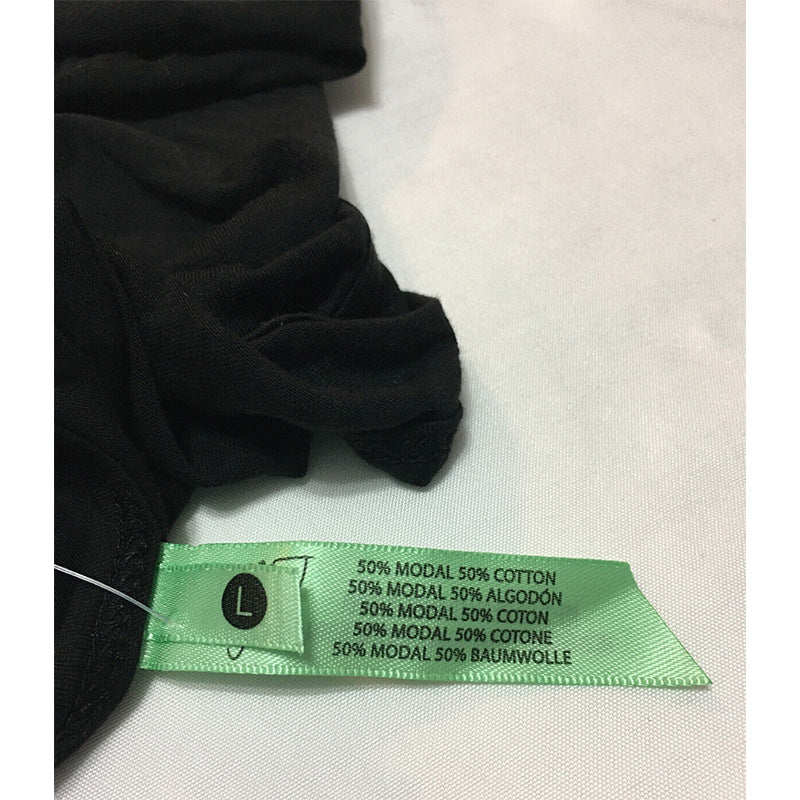 L
50% MODAL 50% COTTON
50% MODAL 50% ALGODÓN
50% MODAL 50% COTON
50% MODAL 50% COTONE
50% MODAL 50% BAUMWOLLE